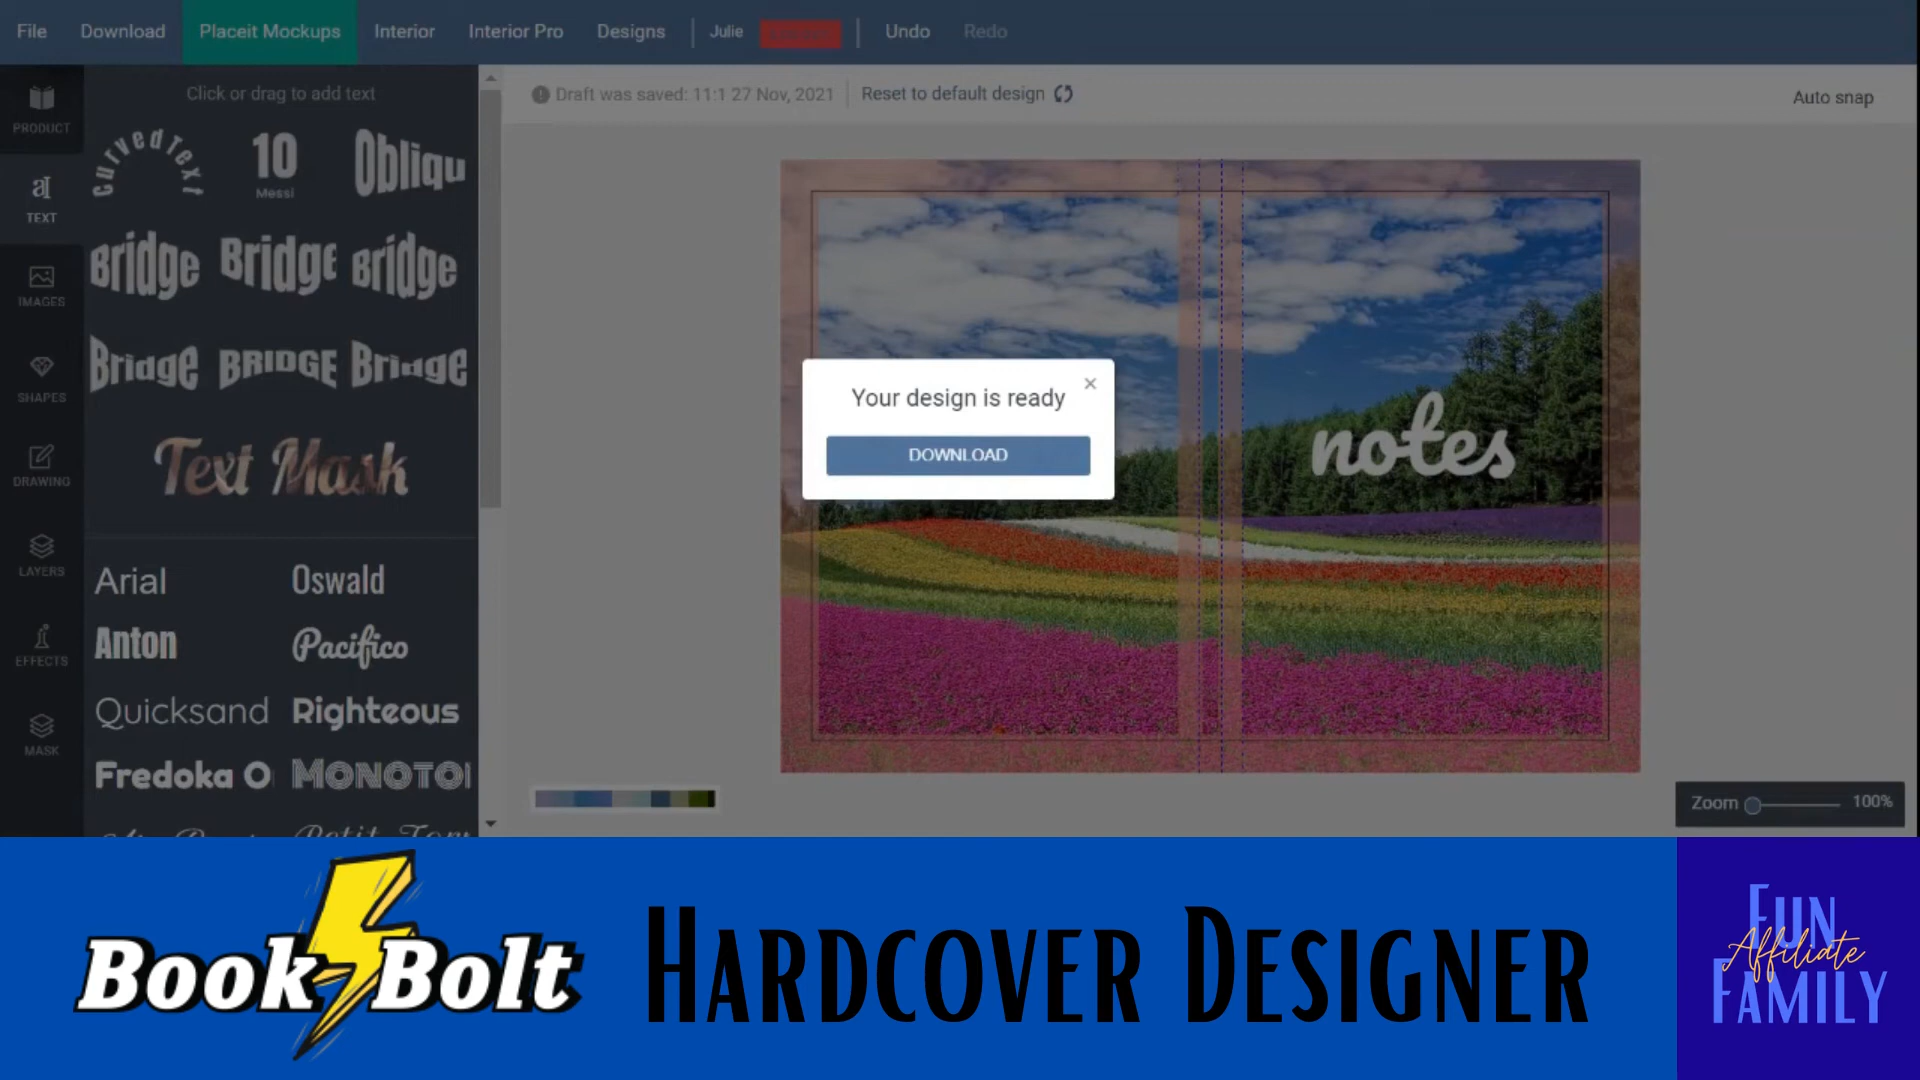 File Download Placeit Mockups Interior Interior Pro Designs Julie Undo Redo
Click or drag to add text
Draft was saved: 11:1 27 Nov, 2021 Reset to default design
Auto snap
PRODUCT
TEXT
IMAGES
SHAPES
DRAWING
LAYERS
EFFECTS
MASK
Curved Text
10
Messi
Obliqu
Bridge Bridge Bridge
Bridge BRIDGE Bridge
Text Mask
Arial Oswald
Anton Pacifico
Quicksand Righteous
Fredoka O MONOTO
Your design is ready ×
DOWNLOAD
notes
Zoom 100%
Book Bolt
HARDCOVER DESIGNER
FUN
Affiliate
FAMILY